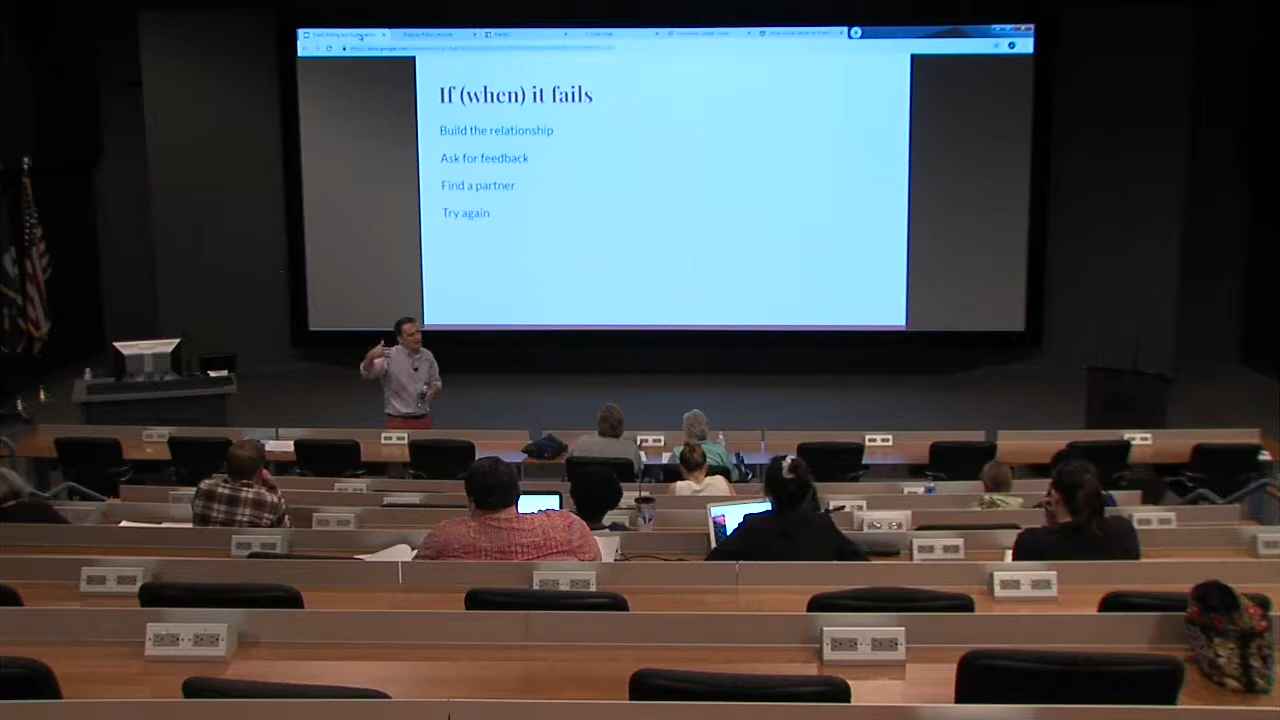 If (when) it fails
Build the relationship
Ask for feedback
Find a partner
Try again